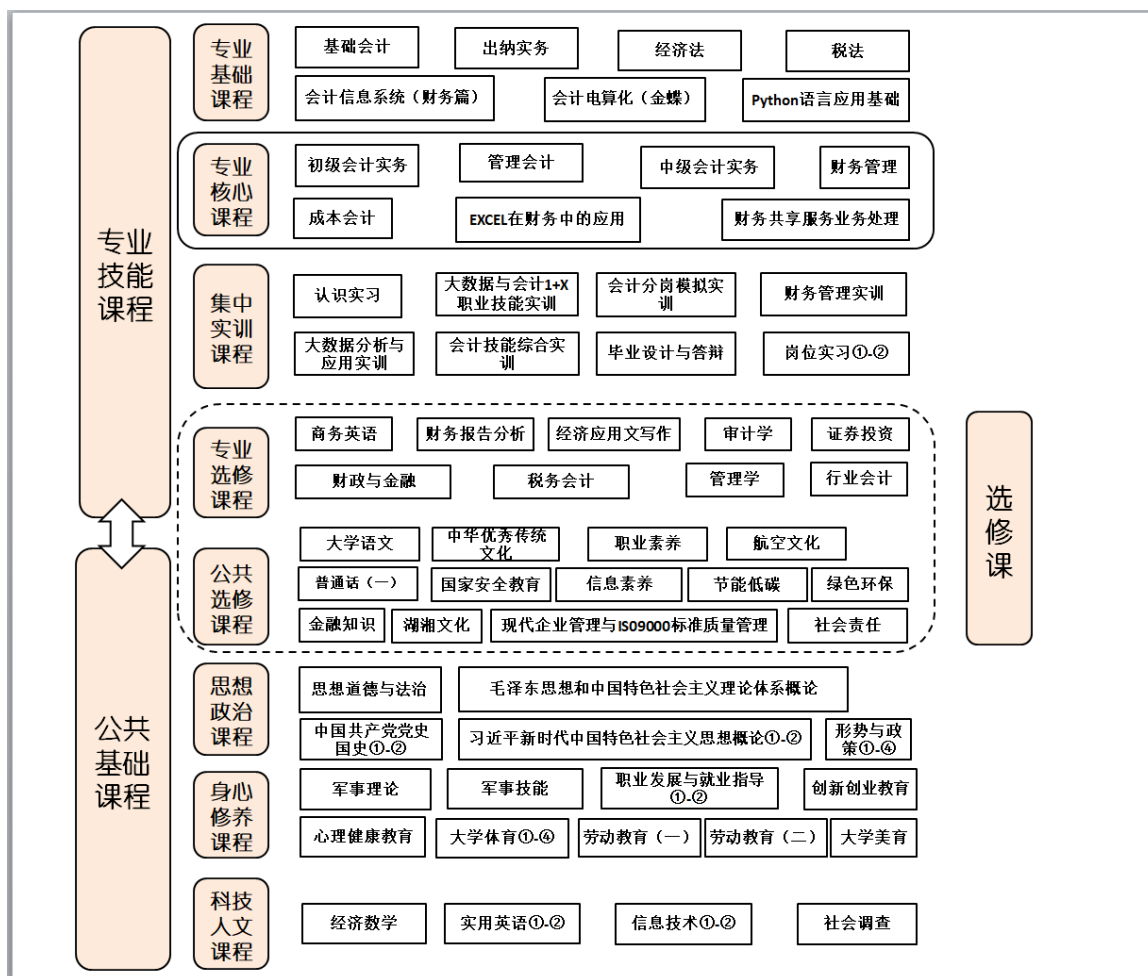 专业技能课程
专业基础课程
基础会计
出纳实务
经济法
税法
会计信息系统（财务篇）
会计电算化（金蝶）
Python语言应用基础
专业核心课程
初级会计实务
管理会计
中级会计实务
财务管理
成本会计
EXCEL在财务中的应用
财务共享服务业务处理
集中实训课程
认识实习
大数据与会计1+X
职业技能实训
会计分岗模拟实
训
财务管理实训
大数据分析与
应用实训
会计技能综合实
训
毕业设计与答辩
岗位实习①-②
专业选修课程
商务英语
财务报告分析
经济应用文写作
审计学
证券投资
财政与金融
税务会计
管理学
行业会计
选修课
公共基础课程
公共选修课程
大学语文
中华优秀传统
文化
职业素养
航空文化
普通话（一）
国家安全教育
信息素养
节能低碳
绿色环保
金融知识
湖湘文化
现代企业管理与ISO9000标准质量管理
社会责任
思想政治课程
思想道德与法治
毛泽东思想和中国特色社会主义理论体系概论
中国共产党党史
国史①-②
习近平新时代中国特色社会主义思想概论①-②
形势与政
策①-④
身心修养课程
军事理论
军事技能
职业发展与就业指导
①-②
创新创业教育
心理健康教育
大学体育①-④
劳动教育（一）
劳动教育（二）
大学美育
科技人文课程
经济数学
实用英语①-②
信息技术①-②
社会调查